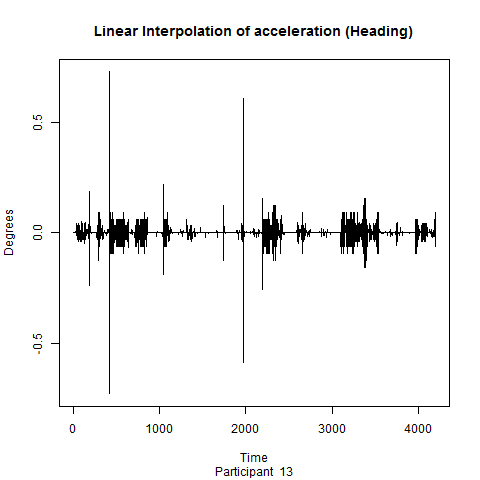 Linear Interpolation of acceleration (Heading)
Degrees
0.5
0.0
-0.5
0 1000 2000 3000 4000
Time
Participant 13